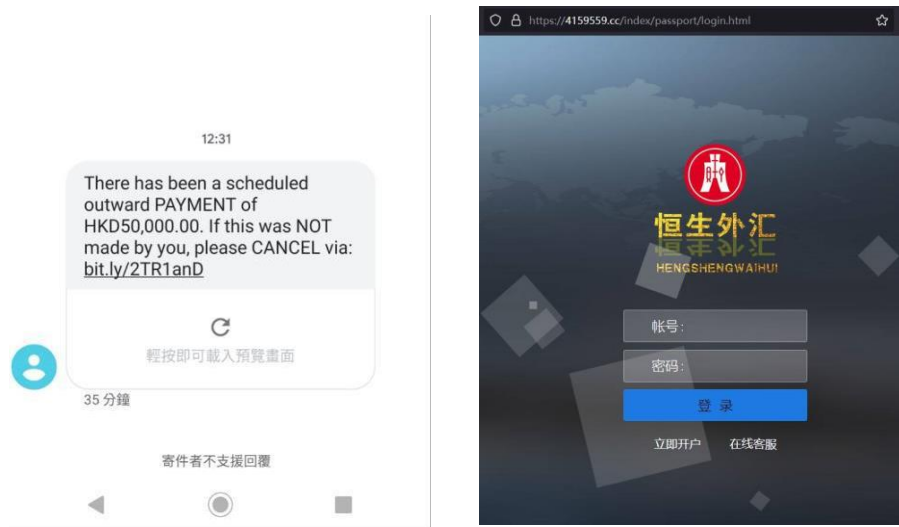 12:31
There has been a scheduled
outward PAYMENT of
HKD50,000.00. If this was NOT
made by you, please CANCEL via:
bit.ly/2TR1anD
輕按即可載入預覽畫面
35 分鐘
寄件者不支援回覆
https://4159559.cc/index/passport/login.html
恒生外汇
HENGSHENGWAIHUI
帐号:
密码:
登 录
立即开户 在线客服